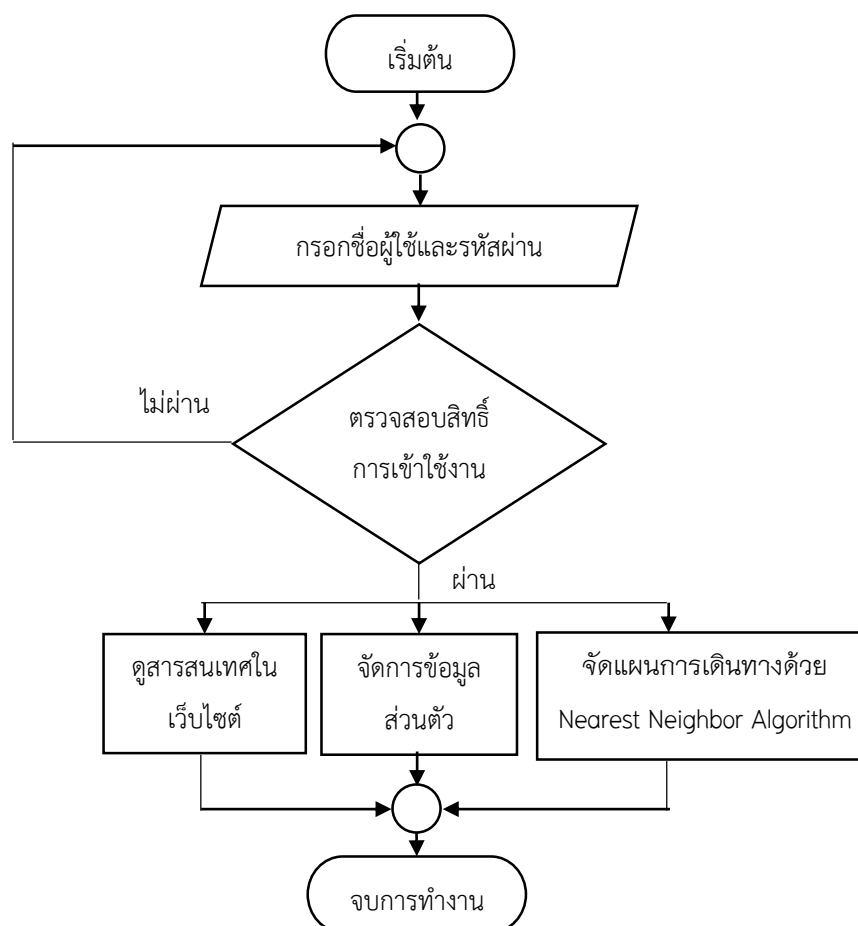 เริ่มต้น
กรอกชื่อผู้ใช้และรหัสผ่าน
ไม่ผ่าน
ตรวจสอบสิทธิ์
การเข้าใช้งาน
ผ่าน
ดูสารสนเทศใน
เว็บไซต์
จัดการข้อมูล
ส่วนตัว
จัดแผนการเดินทางด้วย
Nearest Neighbor Algorithm
จบการทำงาน